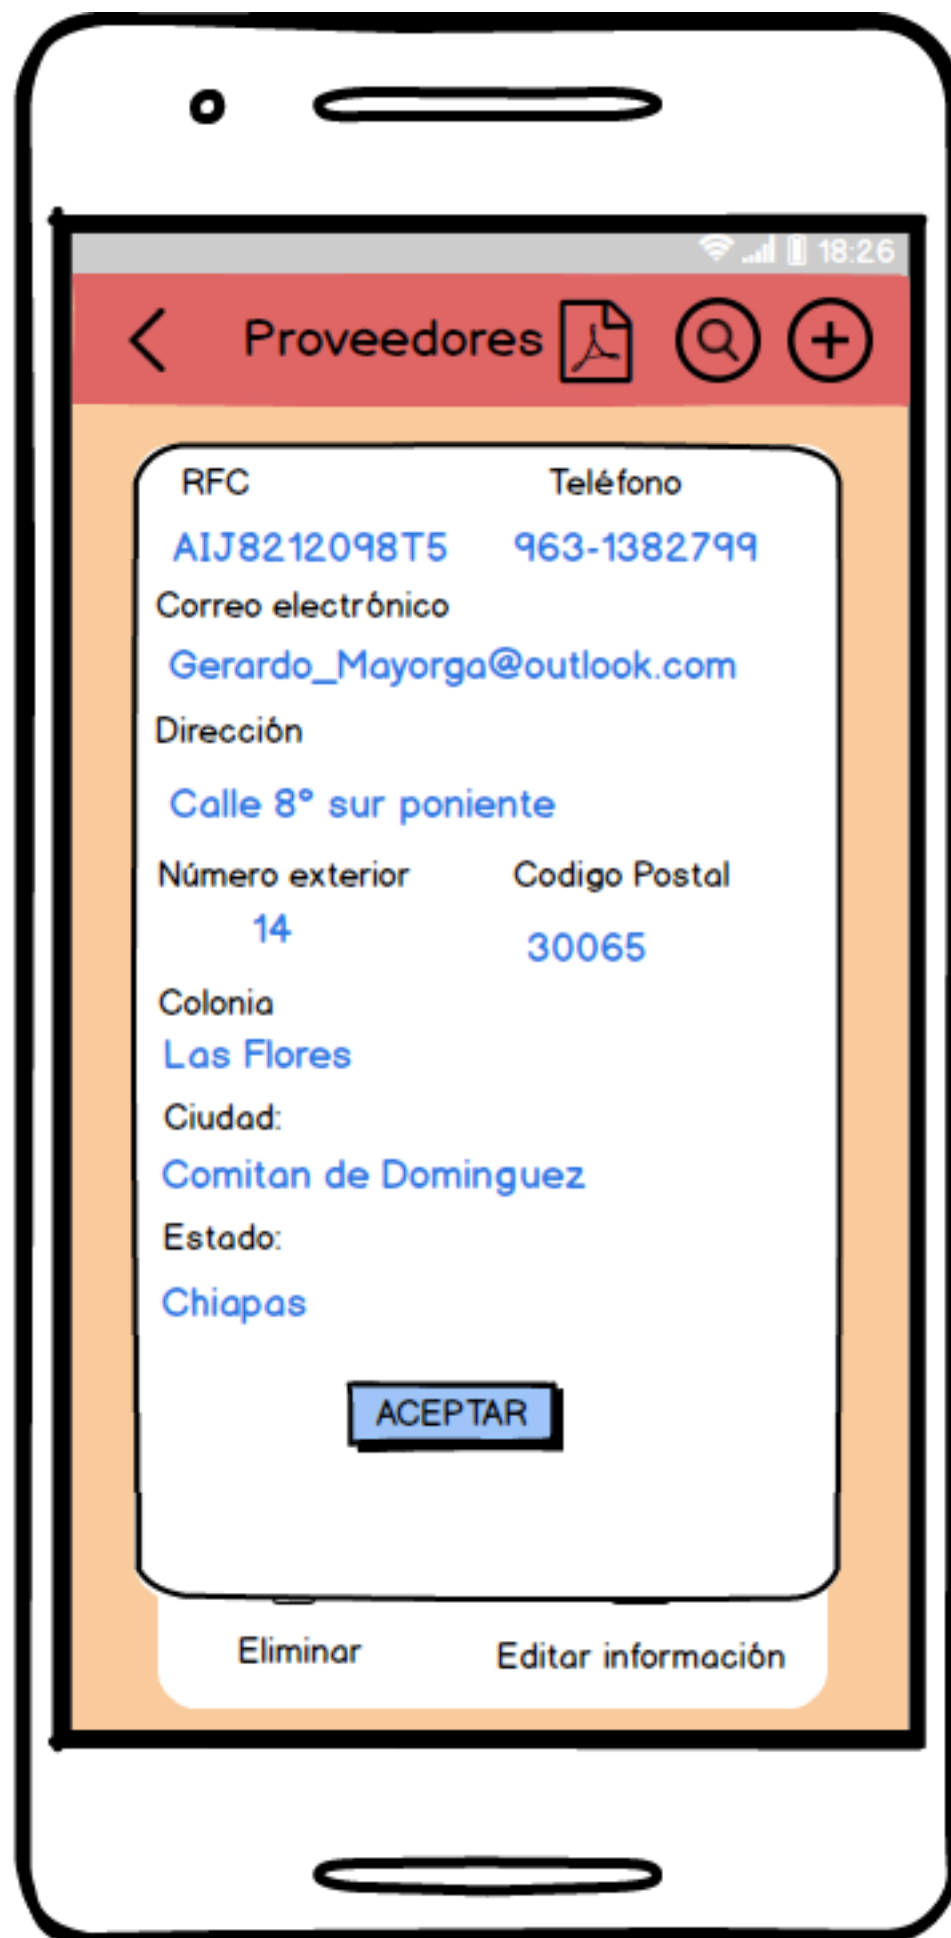 18:26
Proveedores
RFC Teléfono
AIJ8212098T5 963-1382799
Correo electrónico
Gerardo_Mayorga@outlook.com
Dirección
Calle 8° sur poniente
Número exterior Codigo Postal
14 30065
Colonia
Las Flores
Ciudad:
Comitan de Dominguez
Estado:
Chiapas
ACEPTAR
Eliminar Editar información